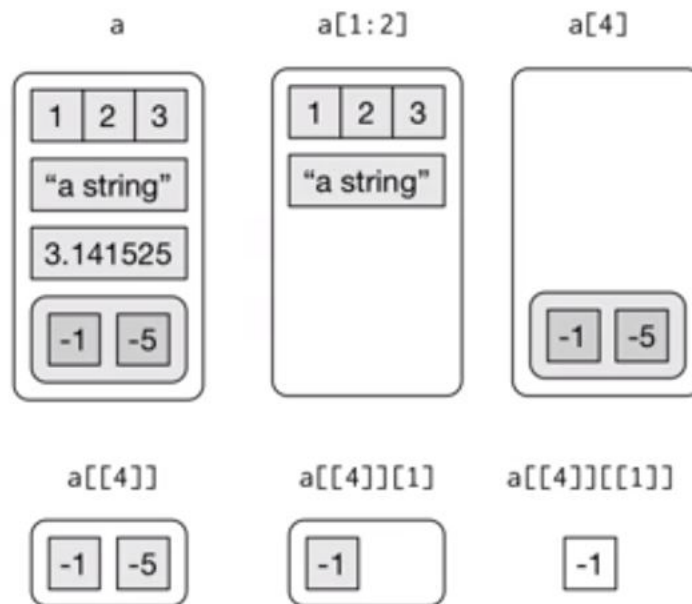 a a[1:2] a[4]
1 2 3 1 2 3
"a string" "a string"
3.141525
-1 -5 -1 -5
a[[4]] a[[4]][1] a[[4]][[1]]
-1 -5 -1 -1